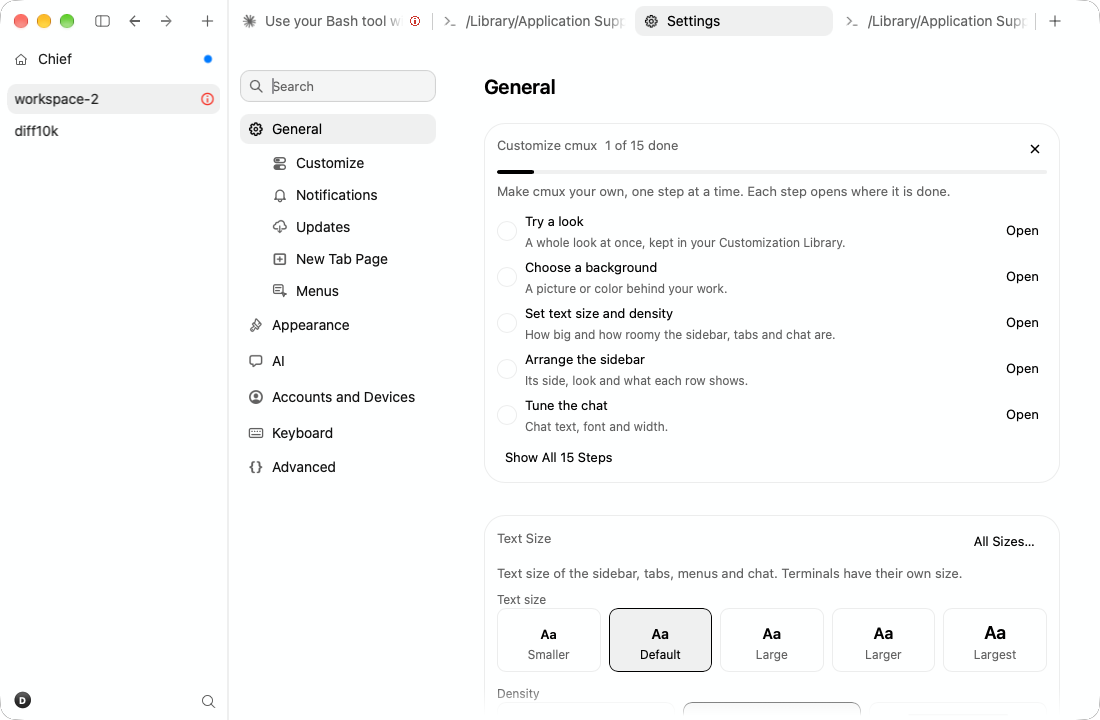 Use your Bash tool w
/Library/Application Supp
Settings
/Library/Application Supp
Chief
workspace-2
diff10k
D
Search
General
Customize
Notifications
Updates
New Tab Page
Menus
Appearance
AI
Accounts and Devices
Keyboard
Advanced
General
Customize cmux 1 of 15 done
Make cmux your own, one step at a time. Each step opens where it is done.
Try a look
A whole look at once, kept in your Customization Library.
Open
Choose a background
A picture or color behind your work.
Open
Set text size and density
How big and how roomy the sidebar, tabs and chat are.
Open
Arrange the sidebar
Its side, look and what each row shows.
Open
Tune the chat
Chat text, font and width.
Open
Show All 15 Steps
Text Size
All Sizes...
Text size of the sidebar, tabs, menus and chat. Terminals have their own size.
Text size
Aa Aa Aa Aa Aa
Smaller Default Large Larger Largest
Density